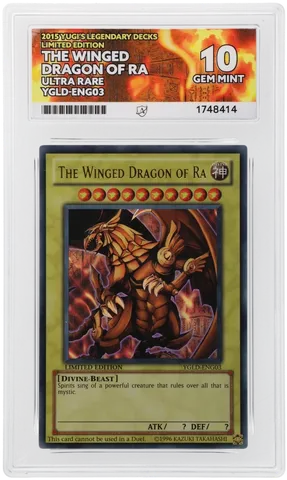 2015 YUGI'S LEGENDARY DECKS
LIMITED EDITION
THE WINGED
DRAGON OF RA
ULTRA RARE
YGLD-ENG03
10
GEM MINT
1748414
THE WINGED DRAGON OF RA
神
LIMITED EDITION
YGLD-ENG03
[DIVINE-BEAST]
Spirits sing of a powerful creature that rules over all that is
mystic.
ATK/ ? DEF/ ?
This card cannot be used in a Duel. ©1996 KAZUKI TAKAHASHI